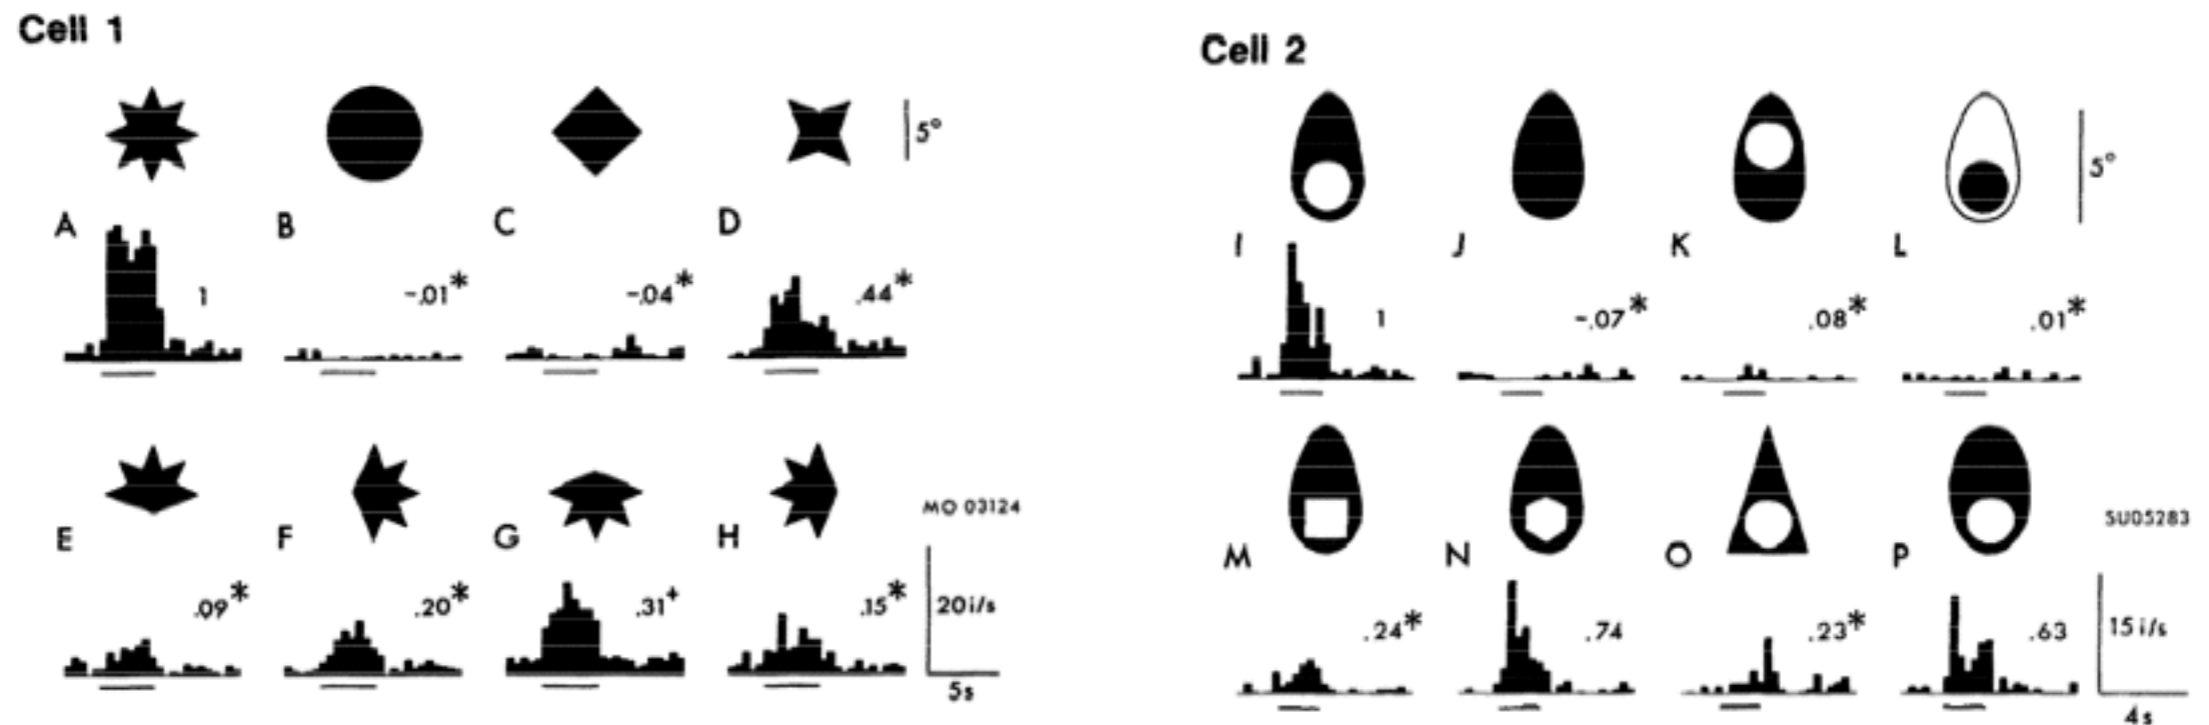 Cell 1
5°
A
B
C
D
1
-.01*
-.04*
.44*
E
F
G
H
MO 03124
.09*
.20*
.31+
.15*
20 i/s
5s
Cell 2
5°
I
J
K
L
1
-.07*
.08*
.01*
M
N
O
P
SU05283
.24*
.74
.23*
.63
15 i/s
4s